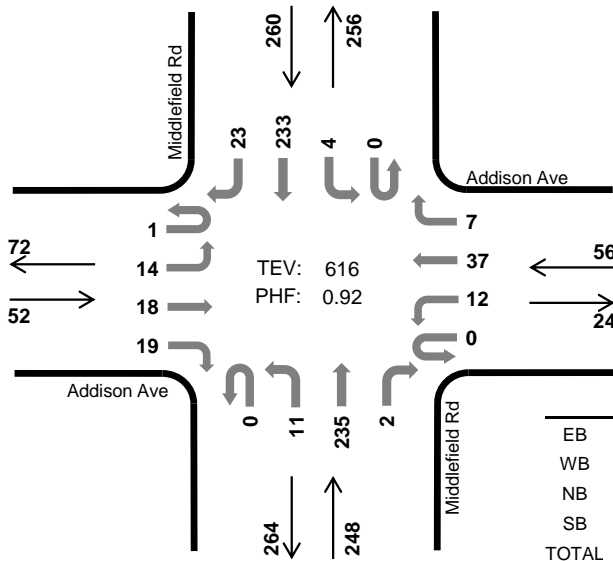 260
256
Middlefield Rd
23
233
4
0
Addison Ave
1
7
72
14
TEV: 616
37
56
52
18
PHF: 0.92
12
24
19
0
Addison Ave
0
11
235
2
Middlefield Rd
264
248
EB
WB
NB
SB
TOTAL